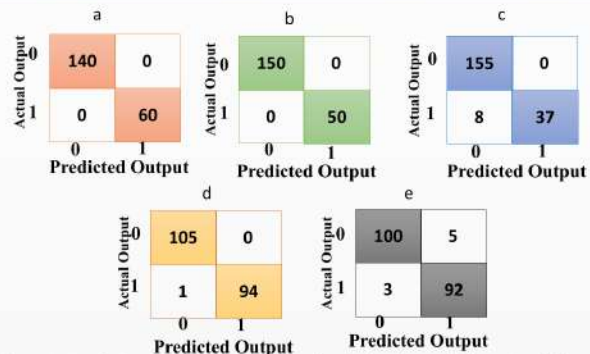 a
Actual Output
0
140 0
1
0 60
0 1
Predicted Output
b
Actual Output
0
150 0
1
0 50
0 1
Predicted Output
c
Actual Output
0
155 0
1
8 37
0 1
Predicted Output
d
Actual Output
0
105 0
1
1 94
0 1
Predicted Output
e
Actual Output
0
100 5
1
3 92
0 1
Predicted Output